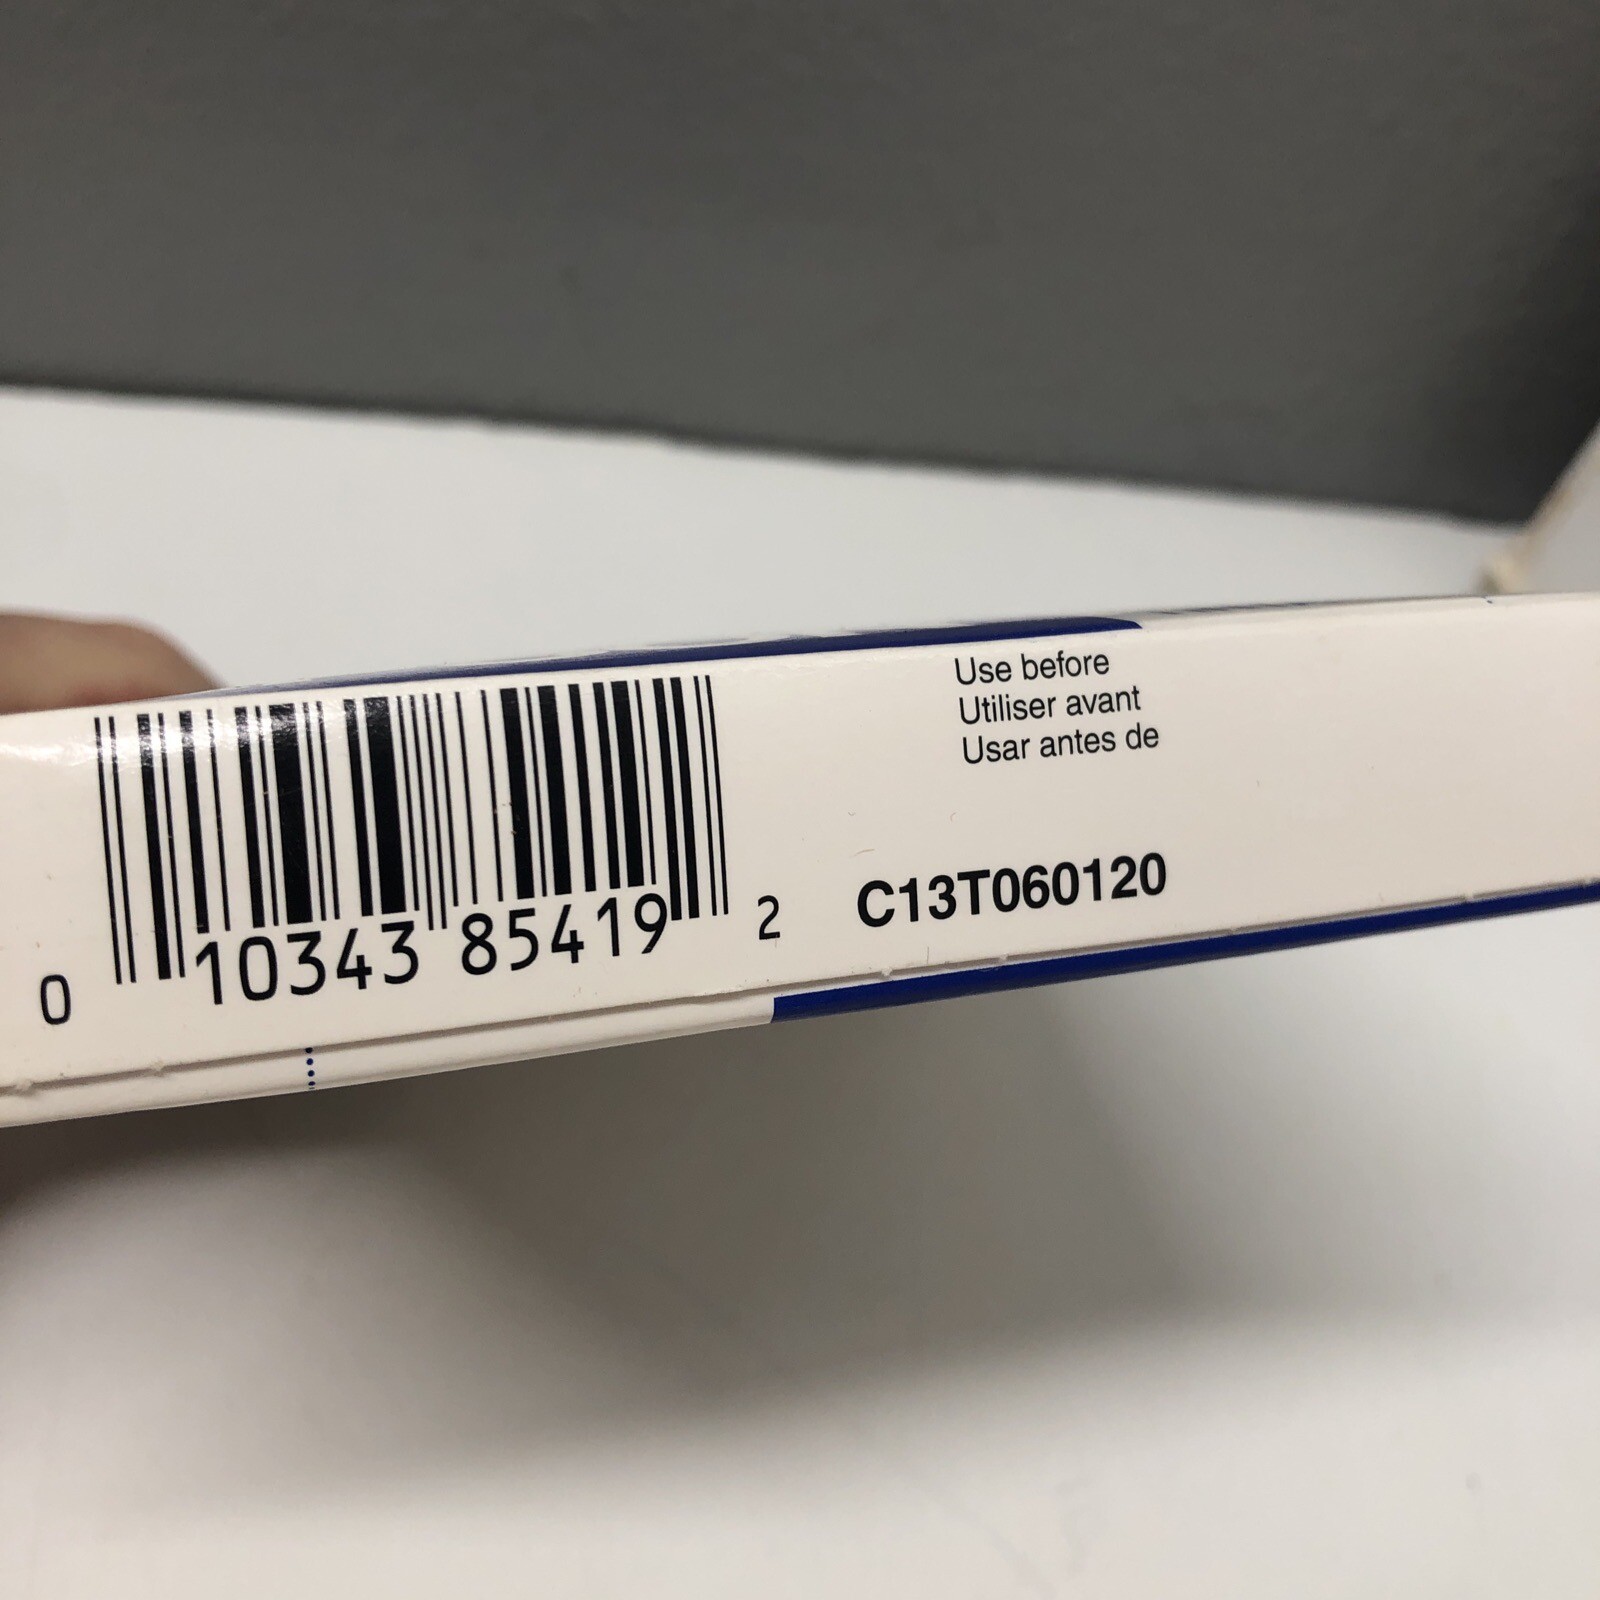 Use before
Utiliser avant
Usar antes de
C13T060120
0 10343 85419 2